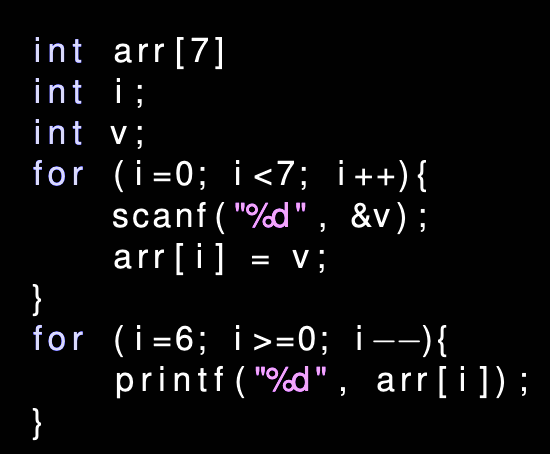 int arr[7]
int i;
int v;
for (i=0; i<7; i++){
    scanf("%d", &v);
    arr[i] = v;
}
for (i=6; i>=0; i--){
    printf("%d", arr[i]);
}